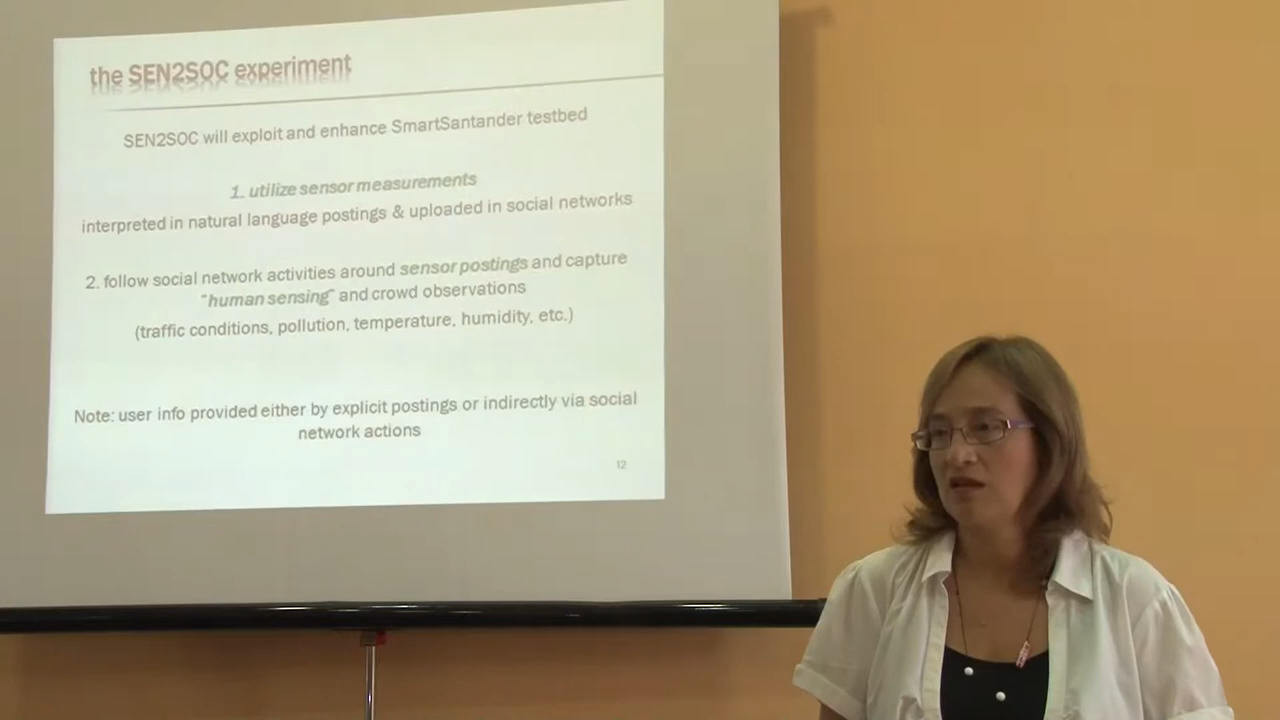 the SEN2SOC experiment
SEN2SOC will exploit and enhance SmartSantander testbed
1. utilize sensor measurements
interpreted in natural language postings & uploaded in social networks
2. follow social network activities around sensor postings and capture
"human sensing" and crowd observations
(traffic conditions, pollution, temperature, humidity, etc.)
Note: user info provided either by explicit postings or indirectly via social
network actions
12